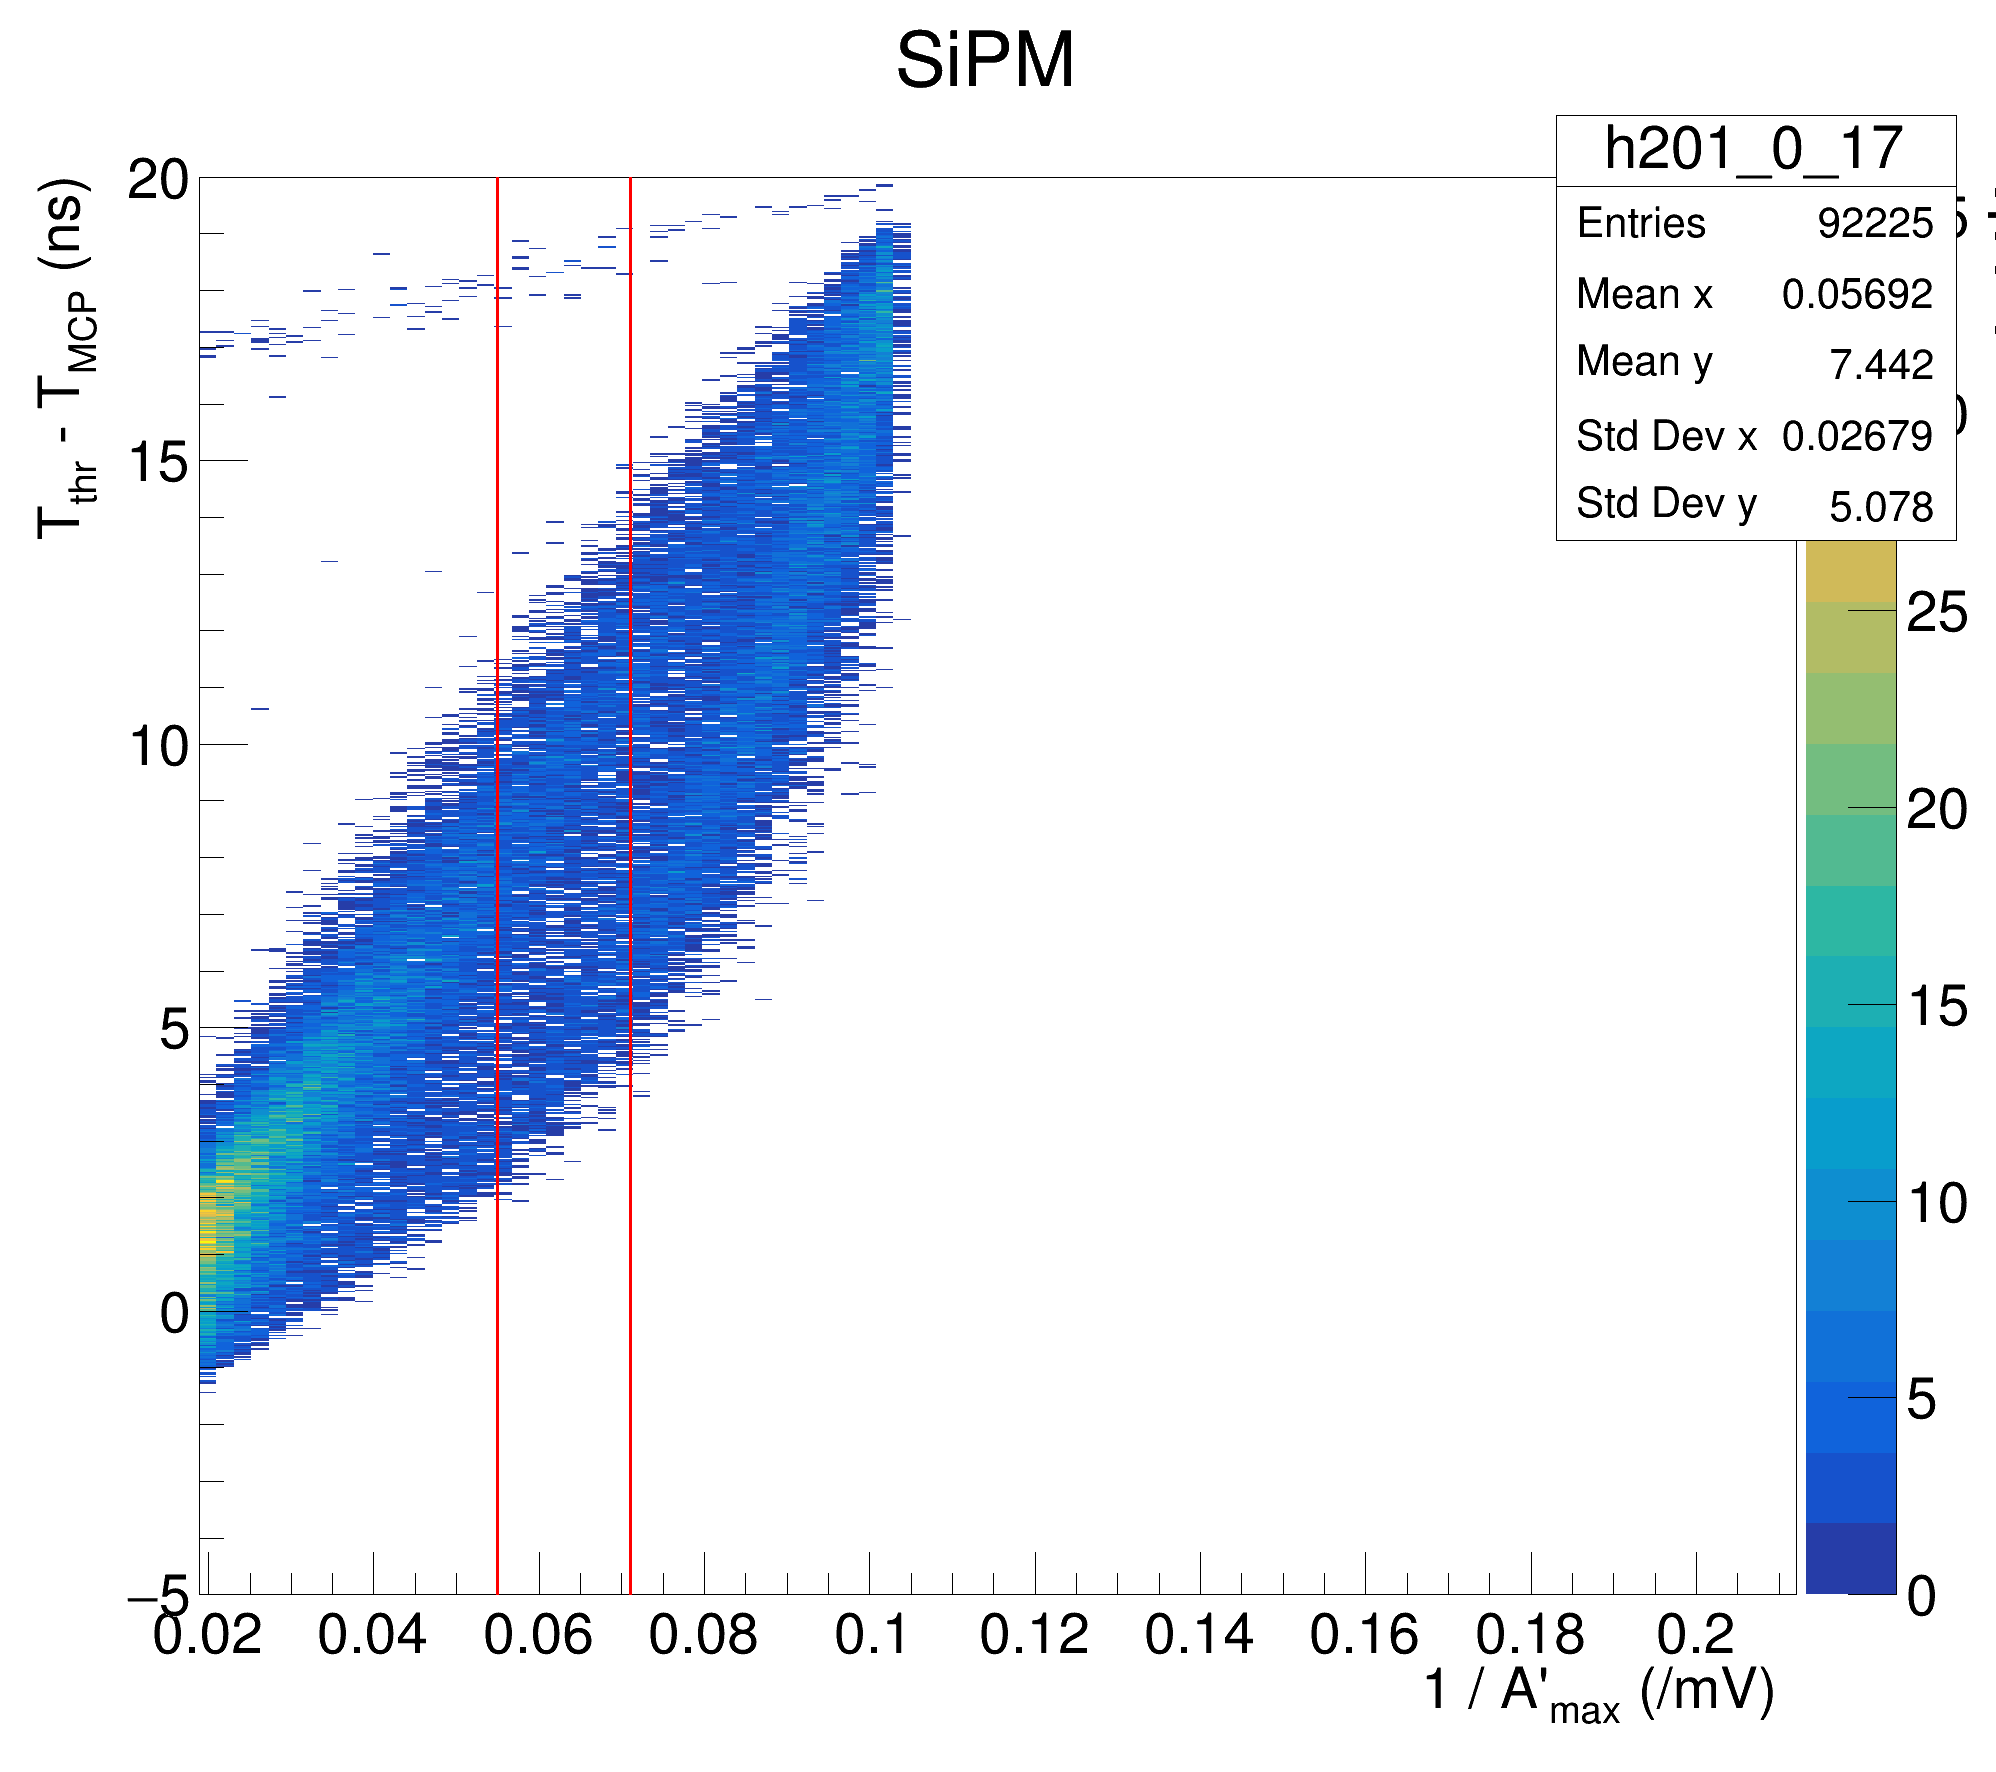 SiPM
h201_0_17
Entries 92225
Mean x 0.05692
Mean y 7.442
Std Dev x 0.02679
Std Dev y 5.078
T_thr - T_MCP (ns)
20
15
10
5
0
−5
0.02 0.04 0.06 0.08 0.1 0.12 0.14 0.16 0.18 0.2
1 / A'_max (/mV)
25
20
15
10
5
0